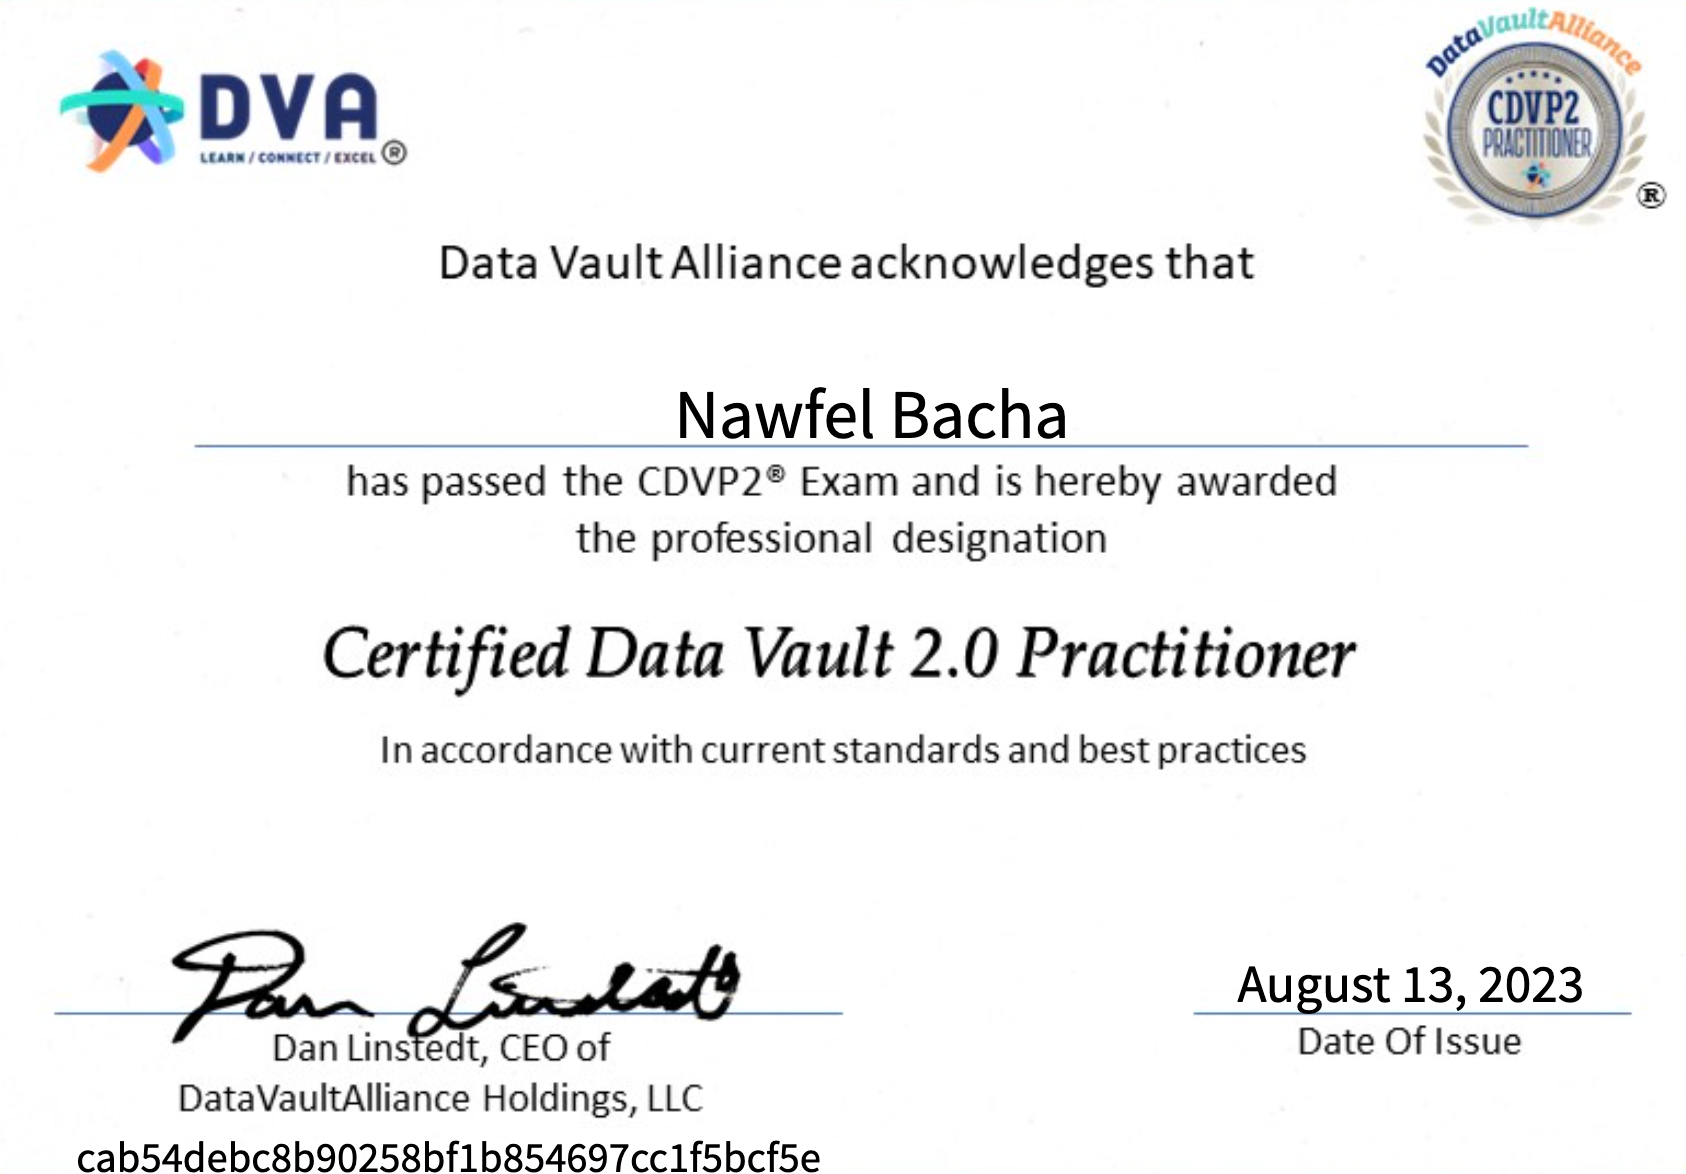 DVA
LEARN / CONNECT / EXCEL ®
DataVaultAlliance
CDVP2
PRACTITIONER
®
Data Vault Alliance acknowledges that
Nawfel Bacha
has passed the CDVP2® Exam and is hereby awarded
the professional designation
Certified Data Vault 2.0 Practitioner
In accordance with current standards and best practices
Dan Linstedt
August 13, 2023
Dan Linstedt, CEO of
Date Of Issue
DataVaultAlliance Holdings, LLC
cab54debc8b90258bf1b854697cc1f5bcf5e